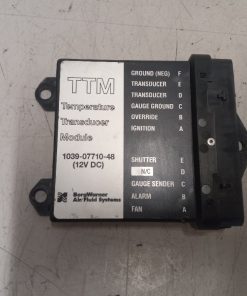 TTM
Temperature
Transducer
Module
1039-07710-48
(12V DC)
BorgWarner
Air/Fluid Systems
GROUND (NEG) F
TRANSDUCER E
TRANSDUCER D
GAUGE GROUND C
OVERRIDE B
IGNITION A
SHUTTER E
N/C D
GAUGE SENDER C
ALARM B
FAN A